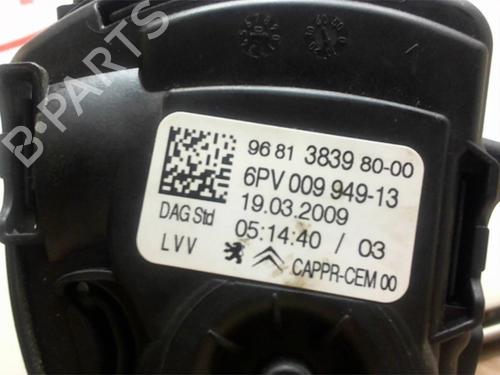 B-PARTS
96 81 3839 80-00
6PV 009 949-13
DAG Std
19.03.2009
LVV
05:14:40 / 03
CAPPR-CEM 00